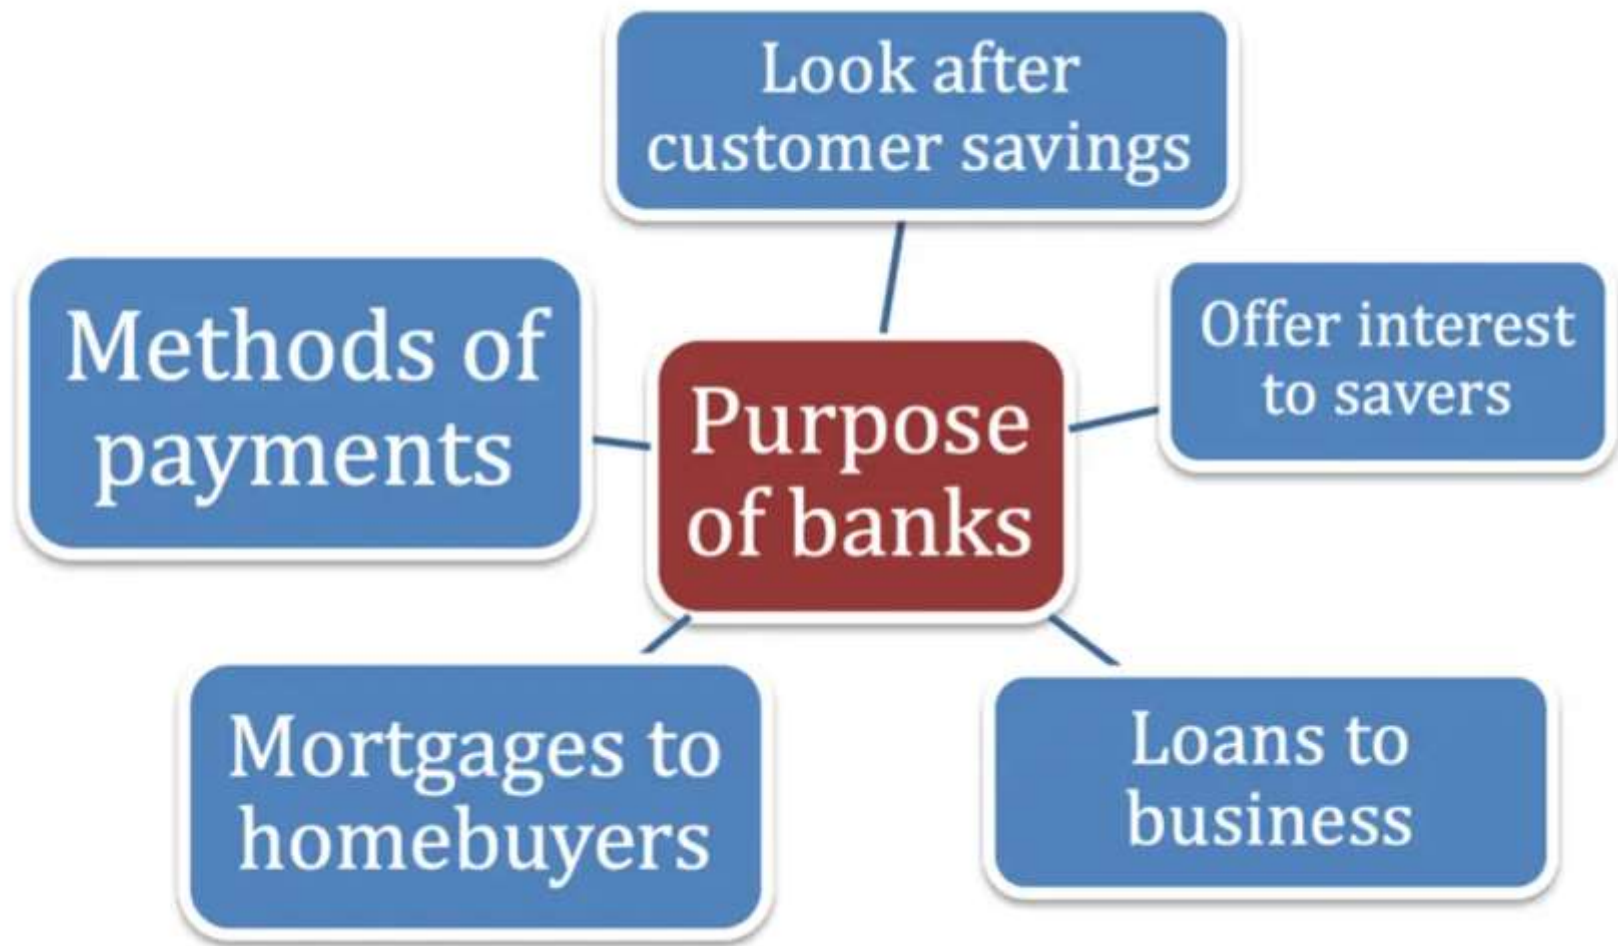 Look after
customer savings
Methods of
payments
Offer interest
to savers
Purpose
of banks
Mortgages to
homebuyers
Loans to
business